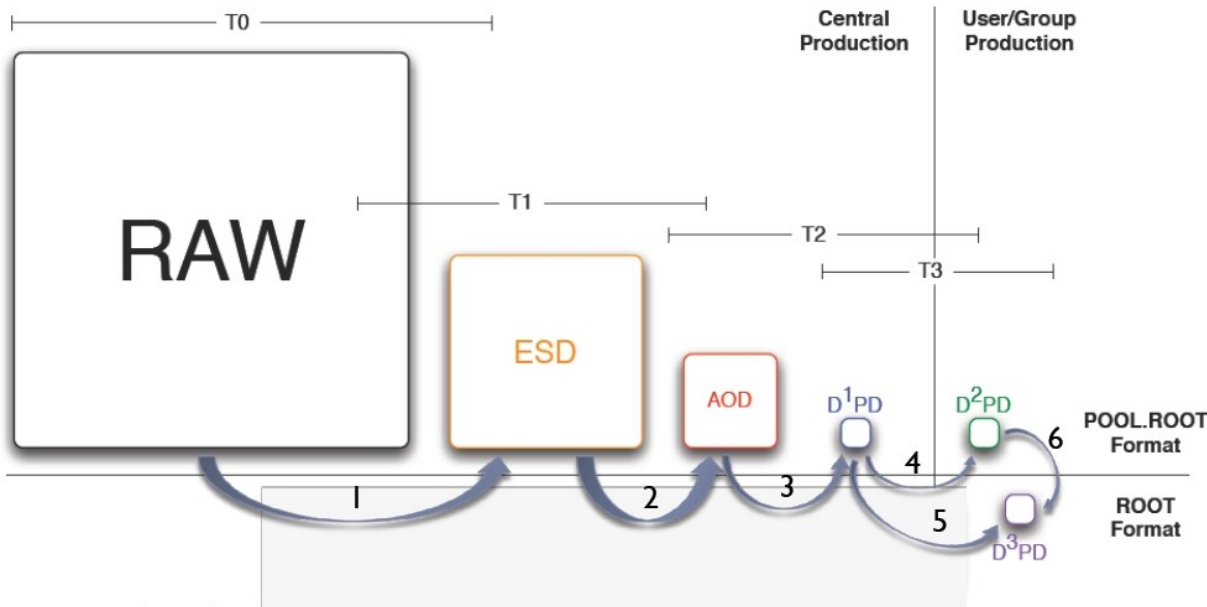 T0
Central
Production
User/Group
Production
RAW
T1
T2
T3
ESD
AOD
D¹PD
D²PD
POOL.ROOT
Format
1
2
3
4
5
6
ROOT
Format
D³PD